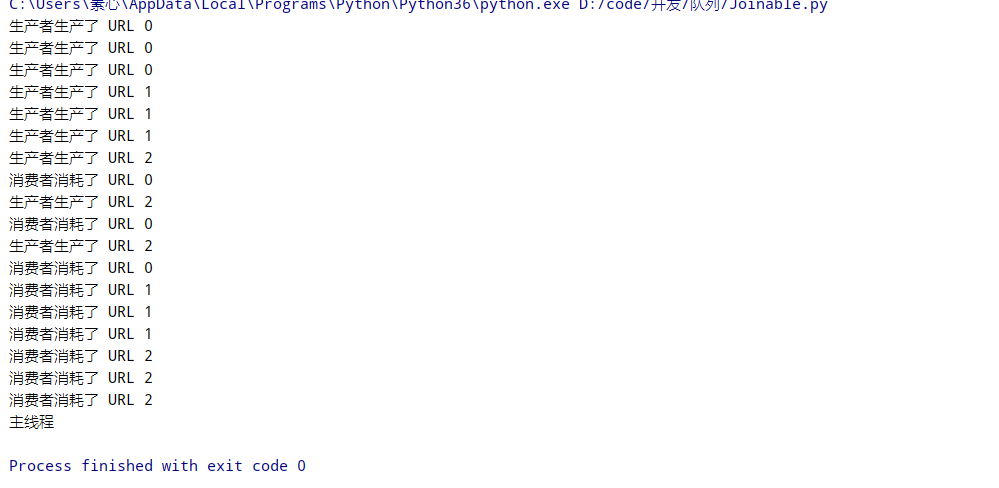 C:\Users\素心\AppData\Local\Programs\Python\Python36\python.exe D:/code/开发/队列/Joinable.py
生产者生产了 URL 0
生产者生产了 URL 0
生产者生产了 URL 0
生产者生产了 URL 1
生产者生产了 URL 1
生产者生产了 URL 1
生产者生产了 URL 2
消费者消耗了 URL 0
生产者生产了 URL 2
消费者消耗了 URL 0
生产者生产了 URL 2
消费者消耗了 URL 0
消费者消耗了 URL 1
消费者消耗了 URL 1
消费者消耗了 URL 1
消费者消耗了 URL 2
消费者消耗了 URL 2
消费者消耗了 URL 2
主线程
Process finished with exit code 0